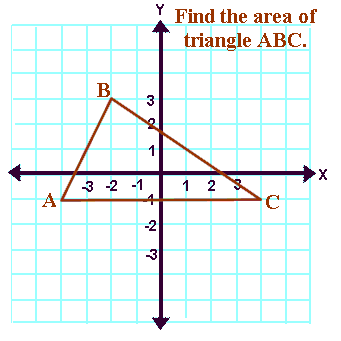 Y
Find the area of
triangle ABC.
B
3
2
1
-3 -2 -1 1 2 3
X
A
-1
C
-2
-3